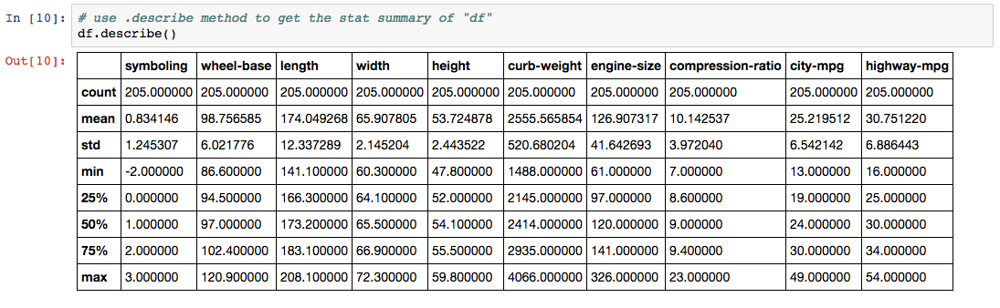 In [10]: # use .describe method to get the stat summary of "df"
df.describe()
Out[10]:
symboling wheel-base length width height curb-weight engine-size compression-ratio city-mpg highway-mpg
count 205.000000 205.000000 205.000000 205.000000 205.000000 205.000000 205.000000 205.000000 205.000000 205.000000
mean 0.834146 98.756585 174.049268 65.907805 53.724878 2555.565854 126.907317 10.142537 25.219512 30.751220
std 1.245307 6.021776 12.337289 2.145204 2.443522 520.680204 41.642693 3.972040 6.542142 6.886443
min -2.000000 86.600000 141.100000 60.300000 47.800000 1488.000000 61.000000 7.000000 13.000000 16.000000
25% 0.000000 94.500000 166.300000 64.100000 52.000000 2145.000000 97.000000 8.600000 19.000000 25.000000
50% 1.000000 97.000000 173.200000 65.500000 54.100000 2414.000000 120.000000 9.000000 24.000000 30.000000
75% 2.000000 102.400000 183.100000 66.900000 55.500000 2935.000000 141.000000 9.400000 30.000000 34.000000
max 3.000000 120.900000 208.100000 72.300000 59.800000 4066.000000 326.000000 23.000000 49.000000 54.000000